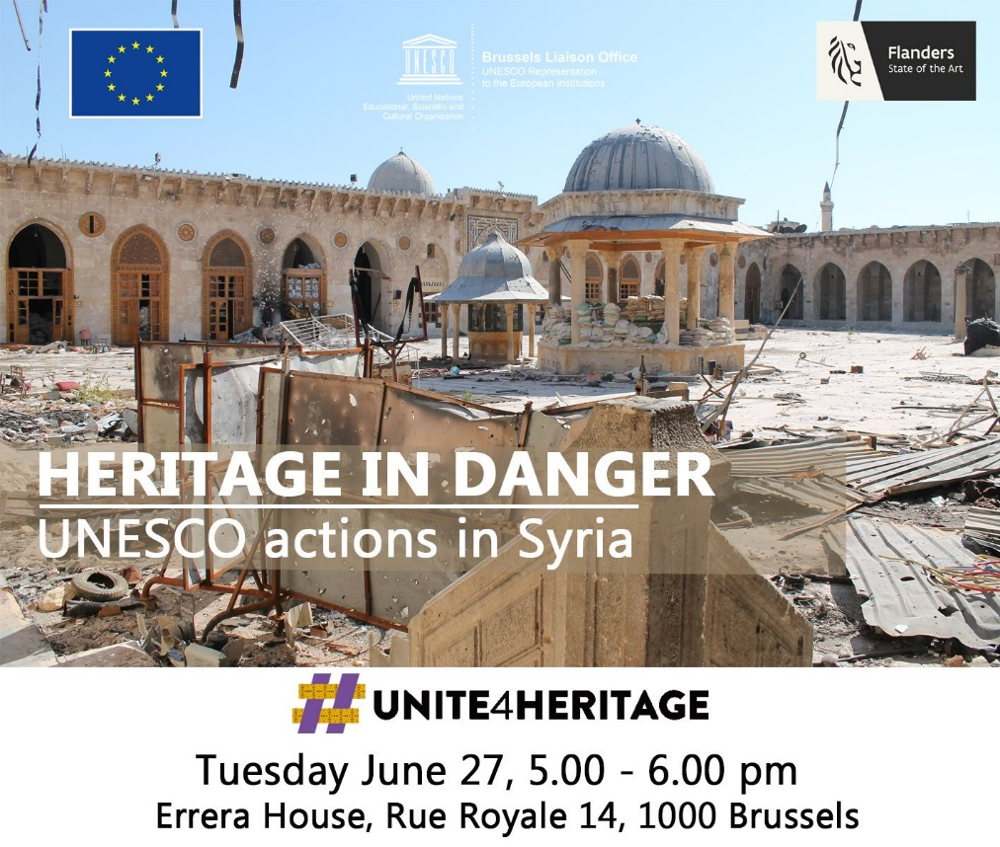 UNESCO
United Nations
Educational, Scientific and
Cultural Organization
Brussels Liaison Office
UNESCO Representation
to the European Institutions
Flanders
State of the Art
HERITAGE IN DANGER
UNESCO actions in Syria
#UNITE4HERITAGE
Tuesday June 27, 5.00 - 6.00 pm
Errera House, Rue Royale 14, 1000 Brussels